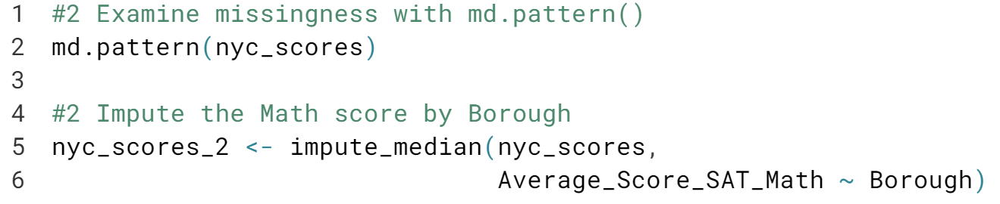 1 #2 Examine missingness with md.pattern()
2 md.pattern(nyc_scores)
3
4 #2 Impute the Math score by Borough
5 nyc_scores_2 <- impute_median(nyc_scores,
6                               Average_Score_SAT_Math ~ Borough)